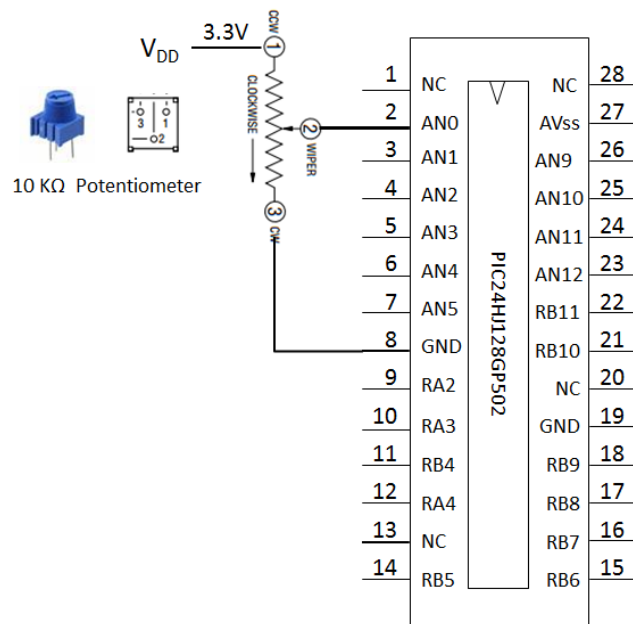 V_DD 3.3V
CCW
1
CLOCKWISE
2 WIPER
3
CW
3 1
2
10 KΩ Potentiometer
1 NC NC 28
2 AN0 AVss 27
3 AN1 AN9 26
4 AN2 AN10 25
5 AN3 AN11 24
6 AN4 AN12 23
7 AN5 RB11 22
8 GND RB10 21
9 RA2 NC 20
10 RA3 GND 19
11 RB4 RB9 18
12 RA4 RB8 17
13 NC RB7 16
14 RB5 RB6 15
PIC24HJ128GP502